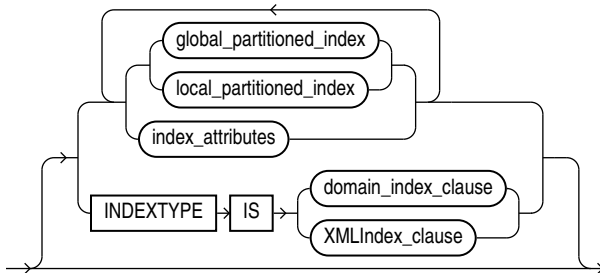 global_partitioned_index
local_partitioned_index
index_attributes
domain_index_clause
INDEXTYPE IS
XMLIndex_clause